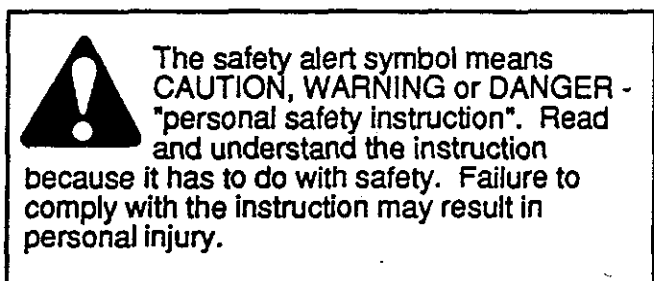 The safety alert symbol means
CAUTION, WARNING or DANGER -
"personal safety instruction". Read
and understand the instruction
because it has to do with safety. Failure to
comply with the instruction may result in
personal injury.